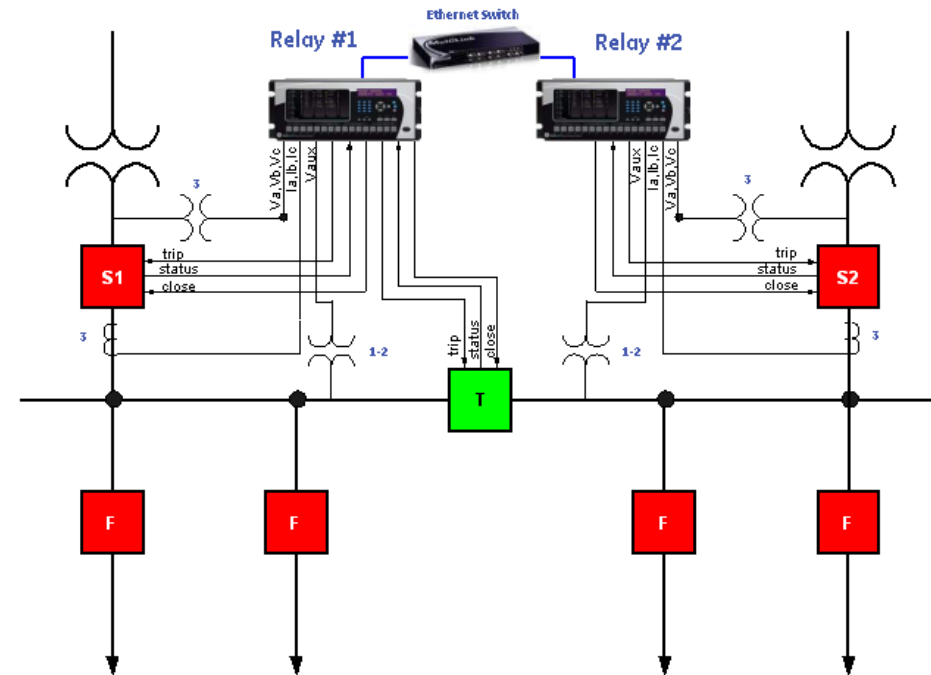 Ethernet Switch
Relay #1
Relay #2
MultiLink
Va,Vb,Vc
Ia,Ib,Ic
Vaux
Vaux
Ia,Ib,Ic
Va,Vb,Vc
3
3
trip
status
close
S1
trip
status
close
S2
3
1-2
trip
status
close
1-2
3
T
F
F
F
F